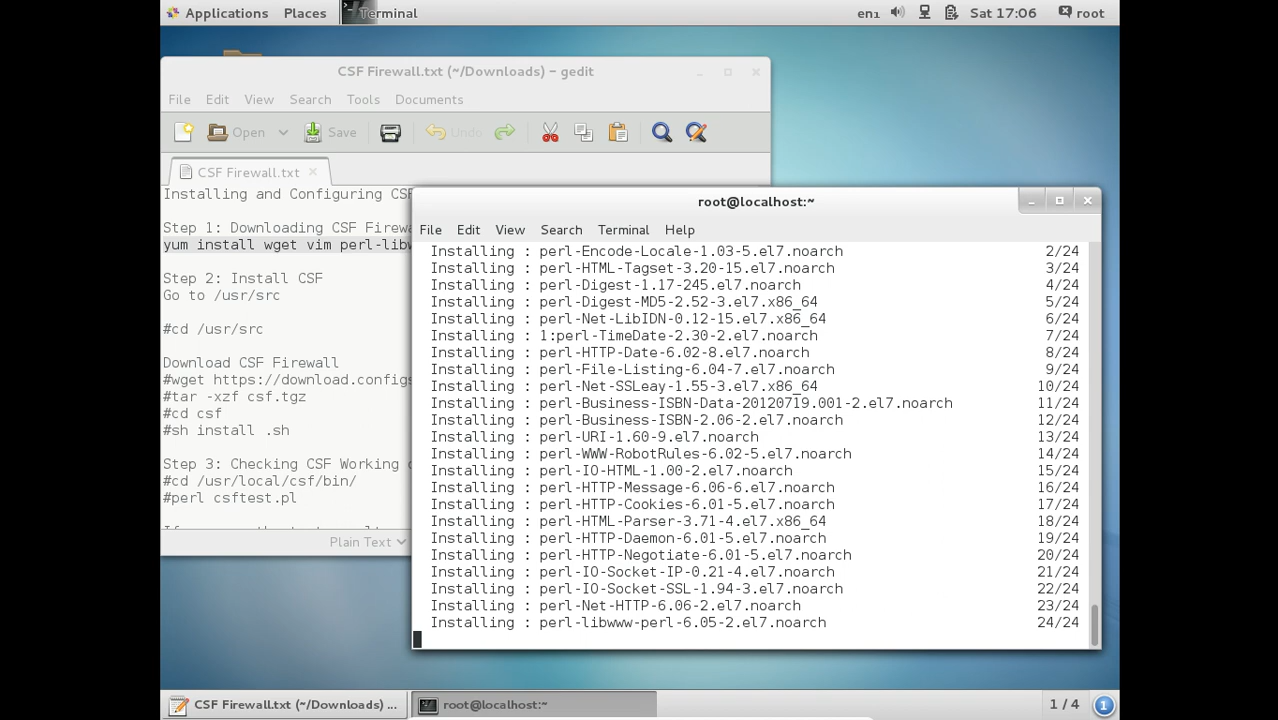 Applications Places Terminal en1 Sat 17:06 root
CSF Firewall.txt (~/Downloads) – gedit
File Edit View Search Tools Documents
Open Save Undo
CSF Firewall.txt
Installing and Configuring CSF
Step 1: Downloading CSF
yum install wget vim
Step 2: Install CSF
Go to /usr/src
#cd /usr/src
Download CSF Firewall
#wget
#tar -xzf csf.tgz
#cd csf
#sh install .sh
Step 3: Checking CSF Working
#cd /usr/local/csf/bin/
#perl csftest.pl
Plain Text
root@localhost:~
File Edit View Search Terminal Help
Installing : perl-Encode-Locale-1.03-5.el7.noarch 2/24
Installing : perl-HTML-Tagset-3.20-15.el7.noarch 3/24
Installing : perl-Digest-1.17-245.el7.noarch 4/24
Installing : perl-Digest-MD5-2.52-3.el7.x86_64 5/24
Installing : perl-Net-LibIDN-0.12-15.el7.x86_64 6/24
Installing : 1:perl-TimeDate-2.30-2.el7.noarch 7/24
Installing : perl-HTTP-Date-6.02-8.el7.noarch 8/24
Installing : perl-File-Listing-6.04-7.el7.noarch 9/24
Installing : perl-Net-SSLeay-1.55-3.el7.x86_64 10/24
Installing : perl-Business-ISBN-Data-20120719.001-2.el7.noarch 11/24
Installing : perl-Business-ISBN-2.06-2.el7.noarch 12/24
Installing : perl-URI-1.60-9.el7.noarch 13/24
Installing : perl-WWW-RobotRules-6.02-5.el7.noarch 14/24
Installing : perl-IO-HTML-1.00-2.el7.noarch 15/24
Installing : perl-HTTP-Message-6.06-6.el7.noarch 16/24
Installing : perl-HTTP-Cookies-6.01-5.el7.noarch 17/24
Installing : perl-HTML-Parser-3.71-4.el7.x86_64 18/24
Installing : perl-HTTP-Daemon-6.01-5.el7.noarch 19/24
Installing : perl-HTTP-Negotiate-6.01-5.el7.noarch 20/24
Installing : perl-IO-Socket-IP-0.21-4.el7.noarch 21/24
Installing : perl-IO-Socket-SSL-1.94-3.el7.noarch 22/24
Installing : perl-Net-HTTP-6.06-2.el7.noarch 23/24
Installing : perl-libwww-perl-6.05-2.el7.noarch 24/24
CSF Firewall.txt (~/Downloads) ... root@localhost:~ 1 / 4 1